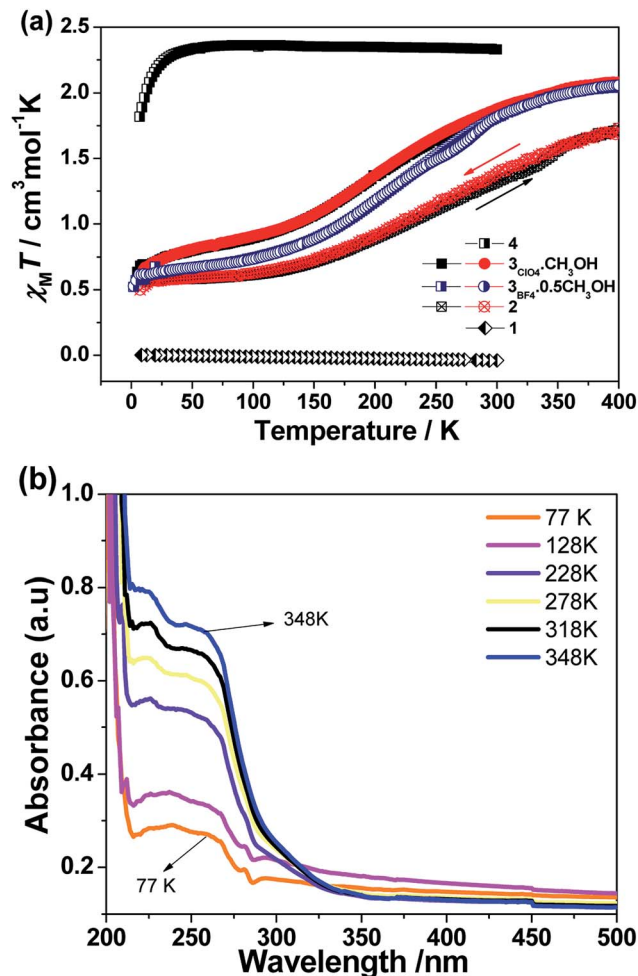 (a)
2.5
2.0
1.5
1.0
0.5
0.0
χ_M T / cm³mol⁻¹K
4
3_ClO4.CH₃OH
3_BF4.0.5CH₃OH
2
1
0 50 100 150 200 250 300 350 400
Temperature / K
(b)
1.0
0.8
0.6
0.4
0.2
Absorbance (a.u)
77 K
128K
228K
278K
318K
348K
348K
77 K
200 250 300 350 400 450 500
Wavelength /nm